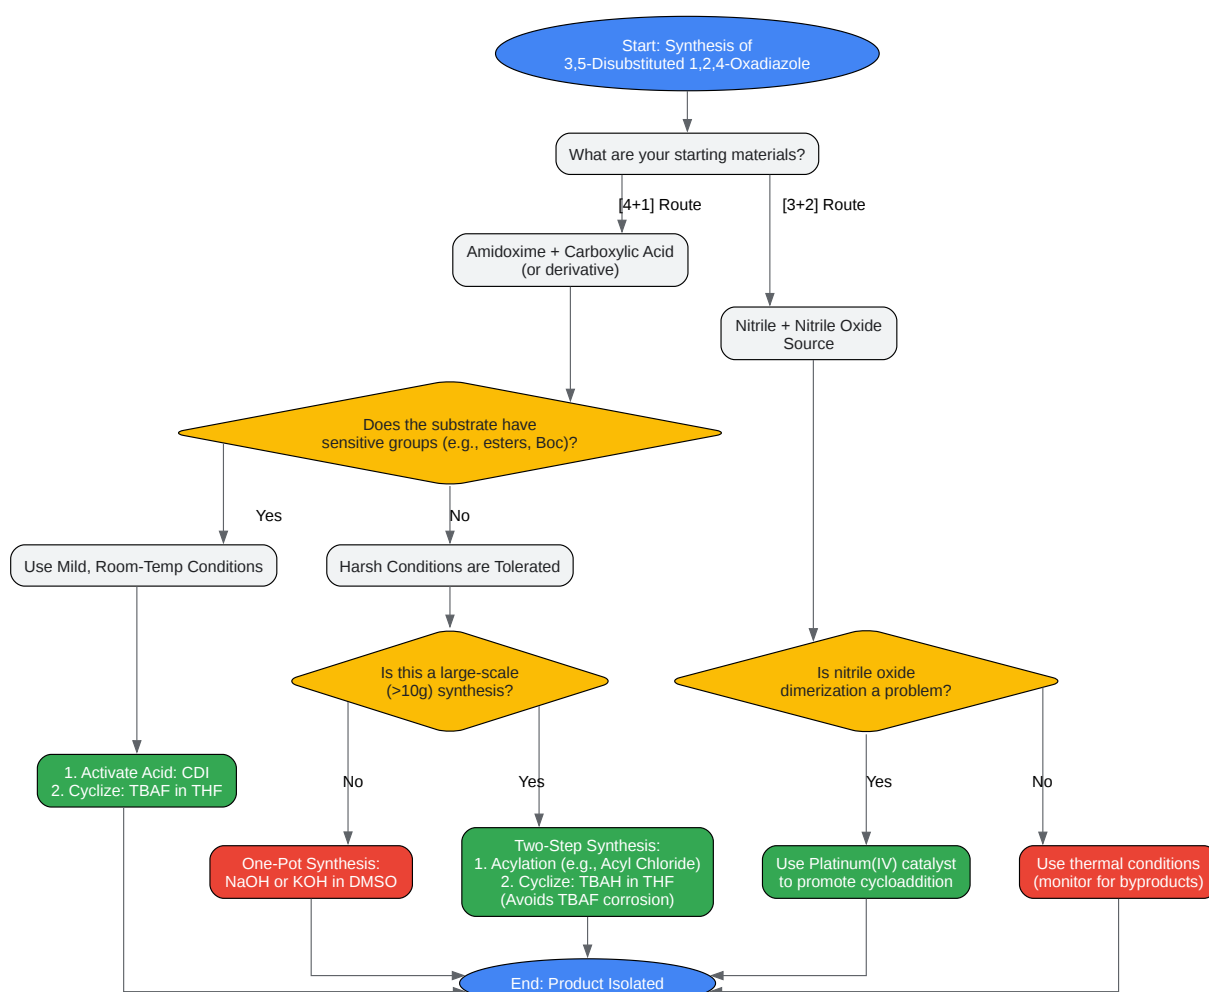 Start: Synthesis of
3,5-Disubstituted 1,2,4-Oxadiazole
What are your starting materials?
[4+1] Route
[3+2] Route
Amidoxime + Carboxylic Acid
(or derivative)
Nitrile + Nitrile Oxide
Source
Does the substrate have
sensitive groups (e.g., esters, Boc)?
Yes
No
Use Mild, Room-Temp Conditions
Harsh Conditions are Tolerated
Is this a large-scale
(>10g) synthesis?
Is nitrile oxide
dimerization a problem?
1. Activate Acid: CDI
2. Cyclize: TBAF in THF
No
Yes
Yes
No
One-Pot Synthesis:
NaOH or KOH in DMSO
Two-Step Synthesis:
1. Acylation (e.g., Acyl Chloride)
2. Cyclize: TBAH in THF
(Avoids TBAF corrosion)
Use Platinum(IV) catalyst
to promote cycloaddition
Use thermal conditions
(monitor for byproducts)
End: Product Isolated